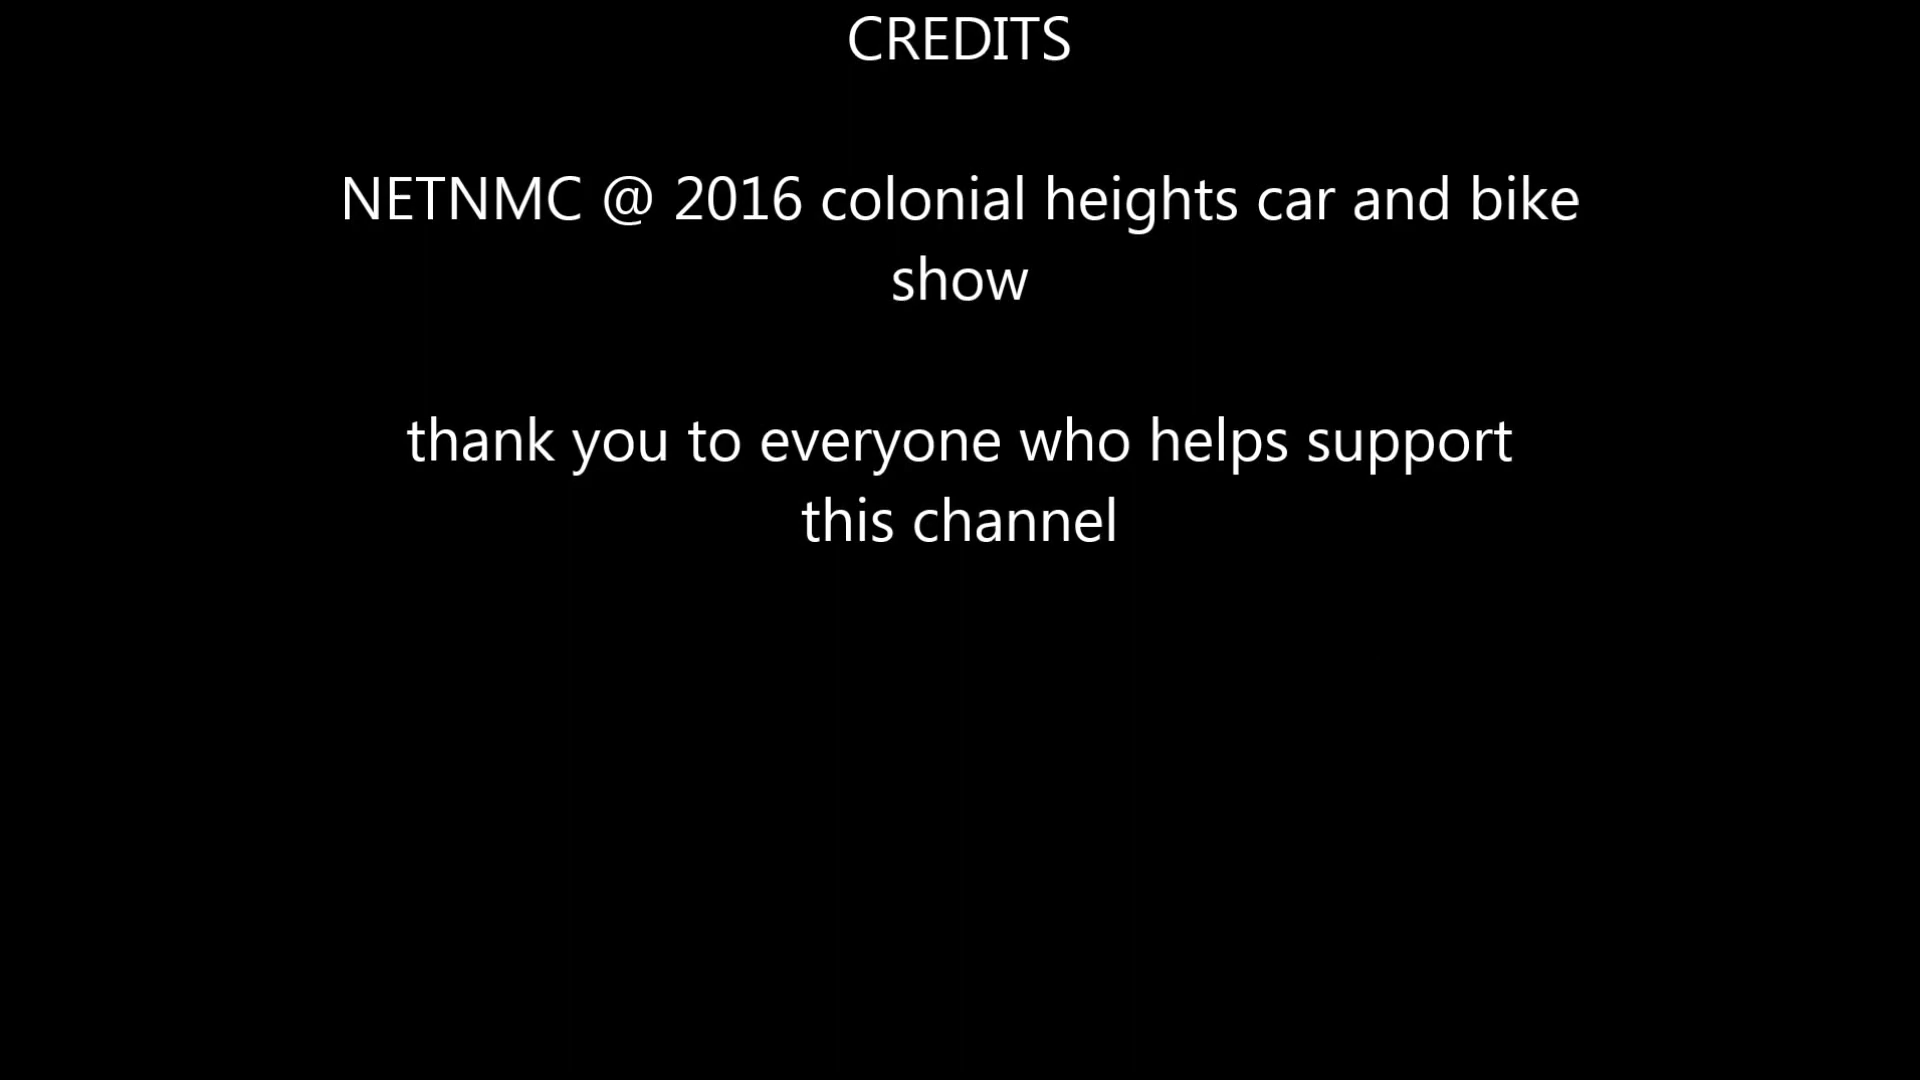 CREDITS
NETNMC @ 2016 colonial heights car and bike
show
thank you to everyone who helps support
this channel